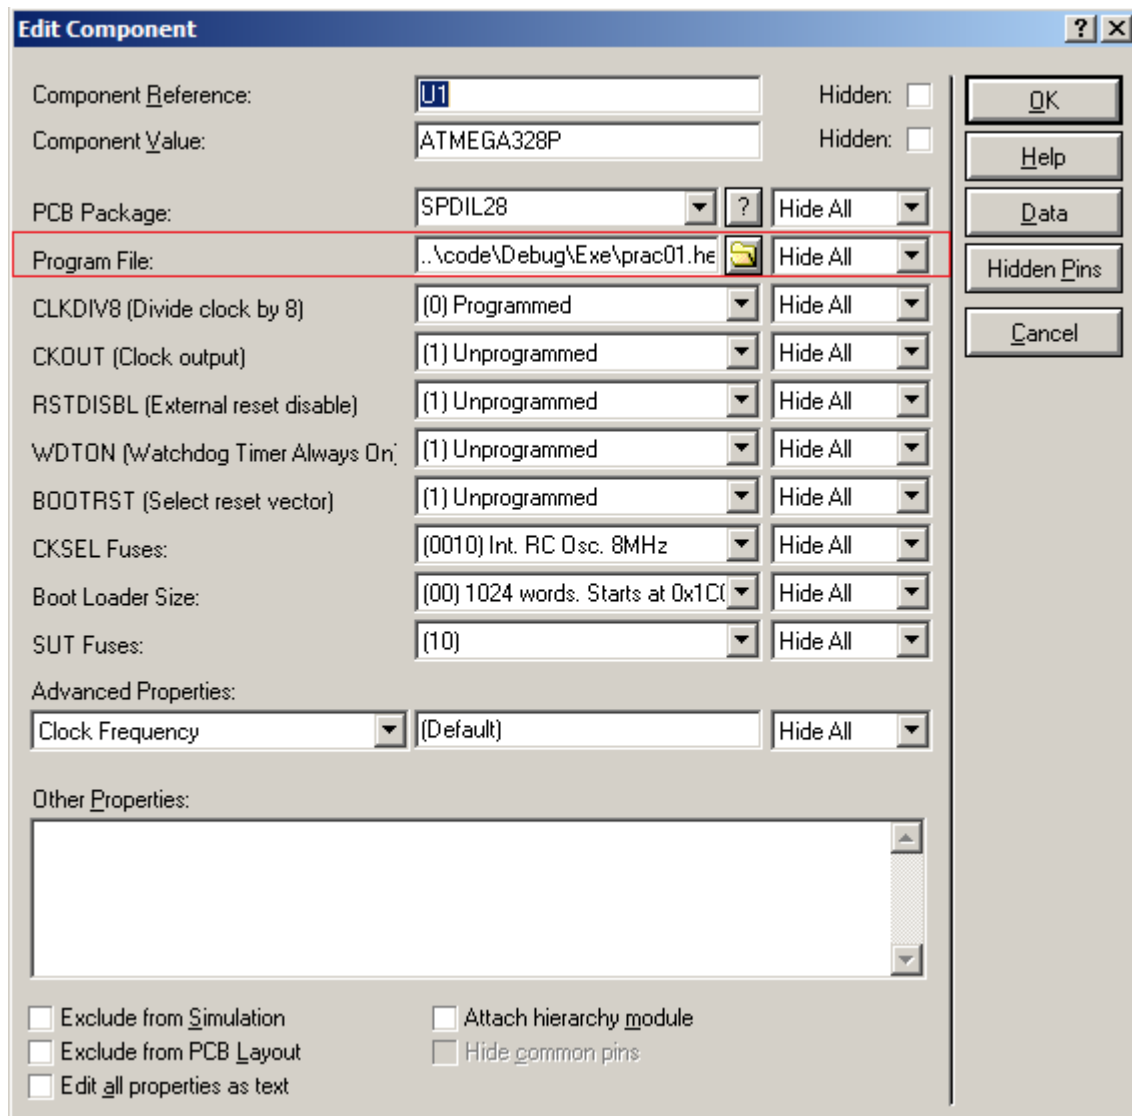 Edit Component
Component Reference: U1 Hidden: OK
Component Value: ATMEGA328P Hidden: Help
PCB Package: SPDIL28 ? Hide All Data
Program File: ..\code\Debug\Exe\prac01.he Hide All Hidden Pins
CLKDIV8 (Divide clock by 8) (0) Programmed Hide All
CKOUT (Clock output) (1) Unprogrammed Hide All Cancel
RSTDISBL (External reset disable) (1) Unprogrammed Hide All
WDTON (Watchdog Timer Always On) (1) Unprogrammed Hide All
BOOTRST (Select reset vector) (1) Unprogrammed Hide All
CKSEL Fuses: (0010) Int. RC Osc. 8MHz Hide All
Boot Loader Size: (00) 1024 words. Starts at 0x1C( Hide All
SUT Fuses: (10) Hide All
Advanced Properties:
Clock Frequency (Default) Hide All
Other Properties:
Exclude from Simulation Attach hierarchy module
Exclude from PCB Layout Hide common pins
Edit all properties as text